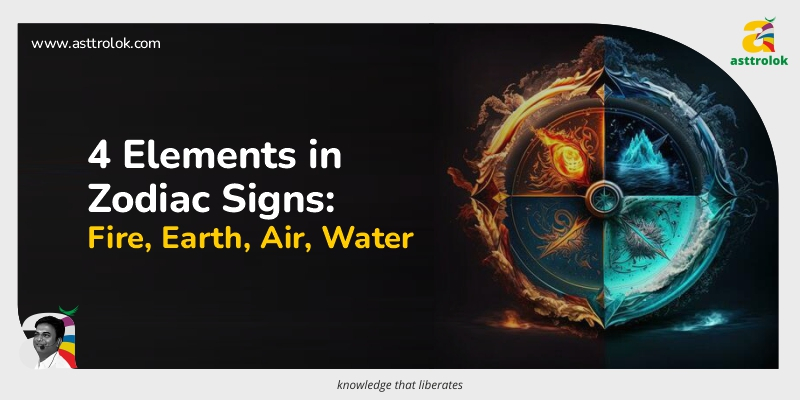 www.asttrolok.com
asttrolok
4 Elements in
Zodiac Signs:
Fire, Earth, Air, Water
knowledge that liberates